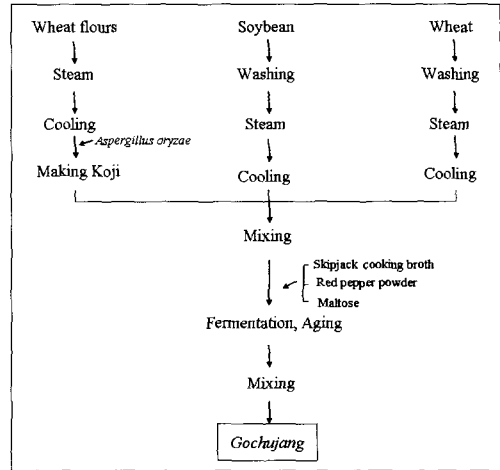 Wheat flours Soybean Wheat
Steam Washing Washing
Cooling Steam Steam
Aspergillus oryzae
Making Koji Cooling Cooling
Mixing
Skipjack cooking broth
Red pepper powder
Maltose
Fermentation, Aging
Mixing
Gochujang